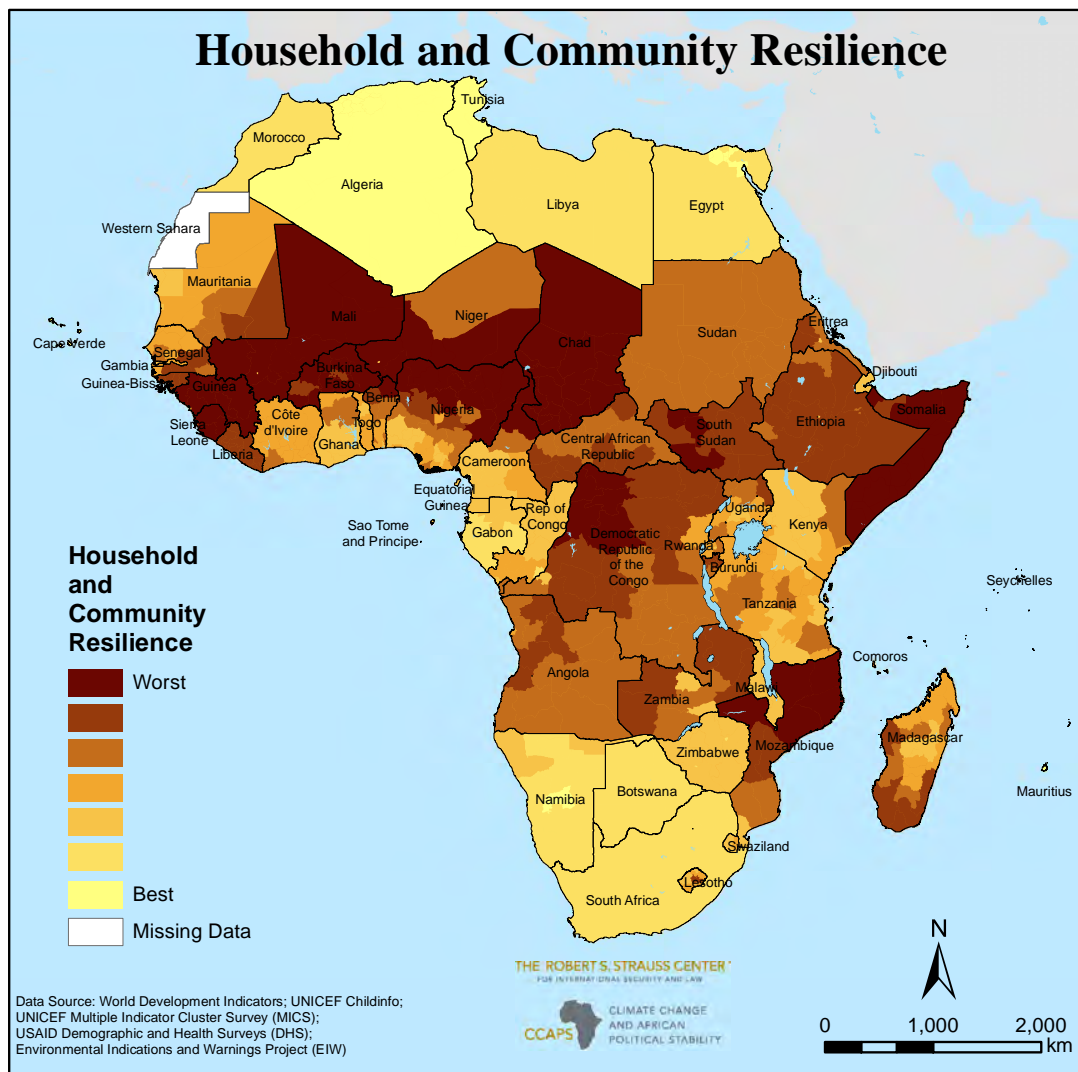 Household and Community Resilience
Tunisia
Morocco
Algeria
Libya
Egypt
Western Sahara
Mauritania
Mali
Niger
Chad
Sudan
Eritrea
Cape Verde
Senegal
Gambia
Guinea-Bissau
Guinea
Burkina
Faso
Benin
Nigeria
Djibouti
Somalia
Ethiopia
South
Sudan
Sierra
Leone
Côte
d'Ivoire
Togo
Ghana
Liberia
Central African
Republic
Cameroon
Equatorial
Guinea
Rep of
Congo
Gabon
Sao Tome
and Principe
Democratic
Republic
of the
Congo
Uganda
Kenya
Rwanda
Burundi
Tanzania
Seychelles
Comoros
Angola
Zambia
Malawi
Mozambique
Madagascar
Mauritius
Zimbabwe
Namibia
Botswana
Swaziland
Lesotho
South Africa
Household
and
Community
Resilience
Worst
Best
Missing Data
N
0 1,000 2,000
km
THE ROBERT S. STRAUSS CENTER
FOR INTERNATIONAL SECURITY AND LAW
CCAPS
CLIMATE CHANGE
AND AFRICAN
POLITICAL STABILITY
Data Source: World Development Indicators; UNICEF Childinfo;
UNICEF Multiple Indicator Cluster Survey (MICS);
USAID Demographic and Health Surveys (DHS);
Environmental Indications and Warnings Project (EIW)